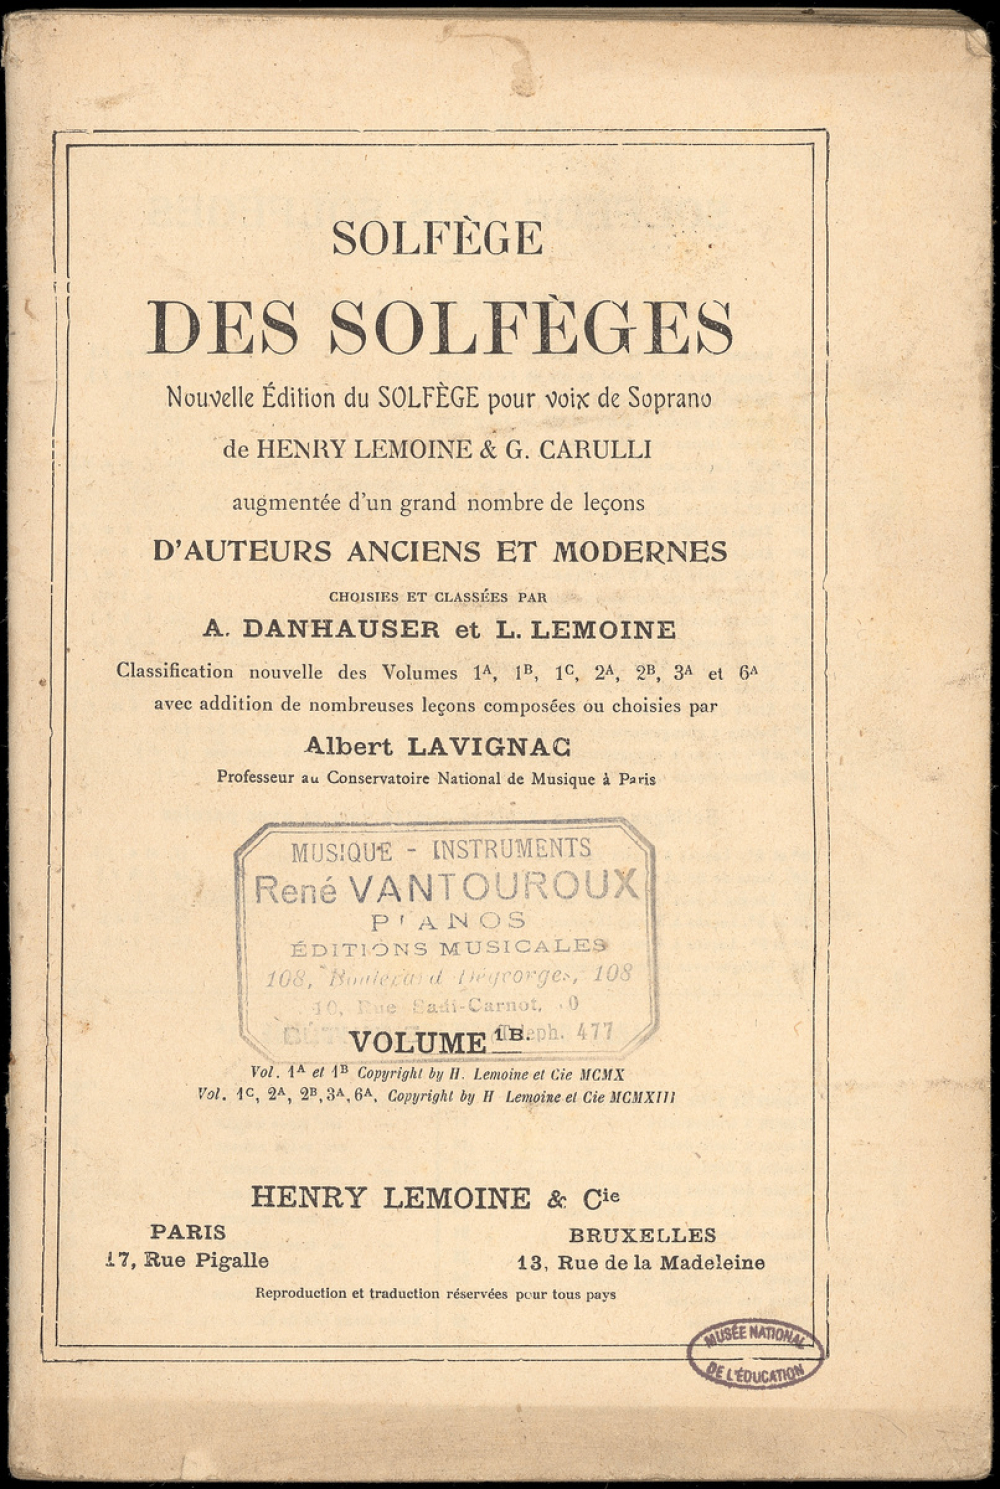 SOLFÈGE
DES SOLFÈGES
Nouvelle Édition du SOLFÈGE pour voix de Soprano
de HENRY LEMOINE & G. CARULLI
augmentée d'un grand nombre de leçons
D'AUTEURS ANCIENS ET MODERNES
CHOISIES ET CLASSÉES PAR
A. DANHAUSER et L. LEMOINE
Classification nouvelle des Volumes 1A, 1B, 1C, 2A, 2B, 3A et 6A
avec addition de nombreuses leçons composées ou choisies par
Albert LAVIGNAC
Professeur au Conservatoire National de Musique à Paris
MUSIQUE - INSTRUMENTS
René VANTOUROUX
PIANOS
ÉDITIONS MUSICALES
108, Boulevard Degeorges, 108
Rue Sadi-Carnot,
Téleph. 477
VOLUME 1B.
Vol. 1A et 1B Copyright by H. Lemoine et Cie MCMX
Vol. 1C, 2A, 2B, 3A, 6A, Copyright by H Lemoine et Cie MCMXIII
HENRY LEMOINE & Cie
PARIS
17, Rue Pigalle
BRUXELLES
13, Rue de la Madeleine
Reproduction et traduction réservées pour tous pays
MUSÉE NATIONAL
DE L'ÉDUCATION